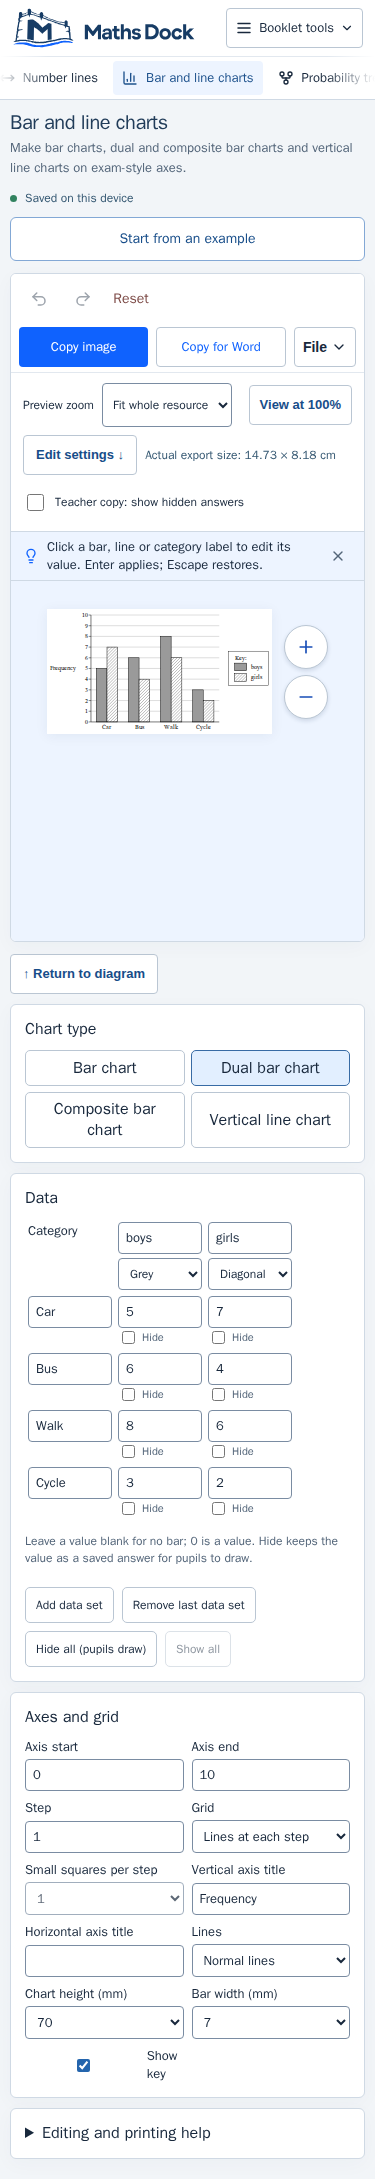 Maths Dock
Booklet tools
Number lines
Bar and line charts
Probability tr
Bar and line charts
Make bar charts, dual and composite bar charts and vertical
line charts on exam-style axes.
Saved on this device
Start from an example
Reset
Copy image
Copy for Word
File
Preview zoom
Fit whole resource
View at 100%
Edit settings ↓
Actual export size: 14.73 × 8.18 cm
Teacher copy: show hidden answers
Click a bar, line or category label to edit its
value. Enter applies; Escape restores.
10
9
8
7
6
5
4
3
2
1
0
Frequency
Car
Bus
Walk
Cycle
Key:
boys
girls
↑ Return to diagram
Chart type
Bar chart
Dual bar chart
Composite bar
chart
Vertical line chart
Data
Category
boys
girls
Grey
Diagonal
Car
5
7
Hide
Hide
Bus
6
4
Hide
Hide
Walk
8
6
Hide
Hide
Cycle
3
2
Hide
Hide
Leave a value blank for no bar; 0 is a value. Hide keeps the
value as a saved answer for pupils to draw.
Add data set
Remove last data set
Hide all (pupils draw)
Show all
Axes and grid
Axis start
Axis end
0
10
Step
Grid
1
Lines at each step
Small squares per step
Vertical axis title
1
Frequency
Horizontal axis title
Lines
Normal lines
Chart height (mm)
Bar width (mm)
70
7
Show
key
Editing and printing help